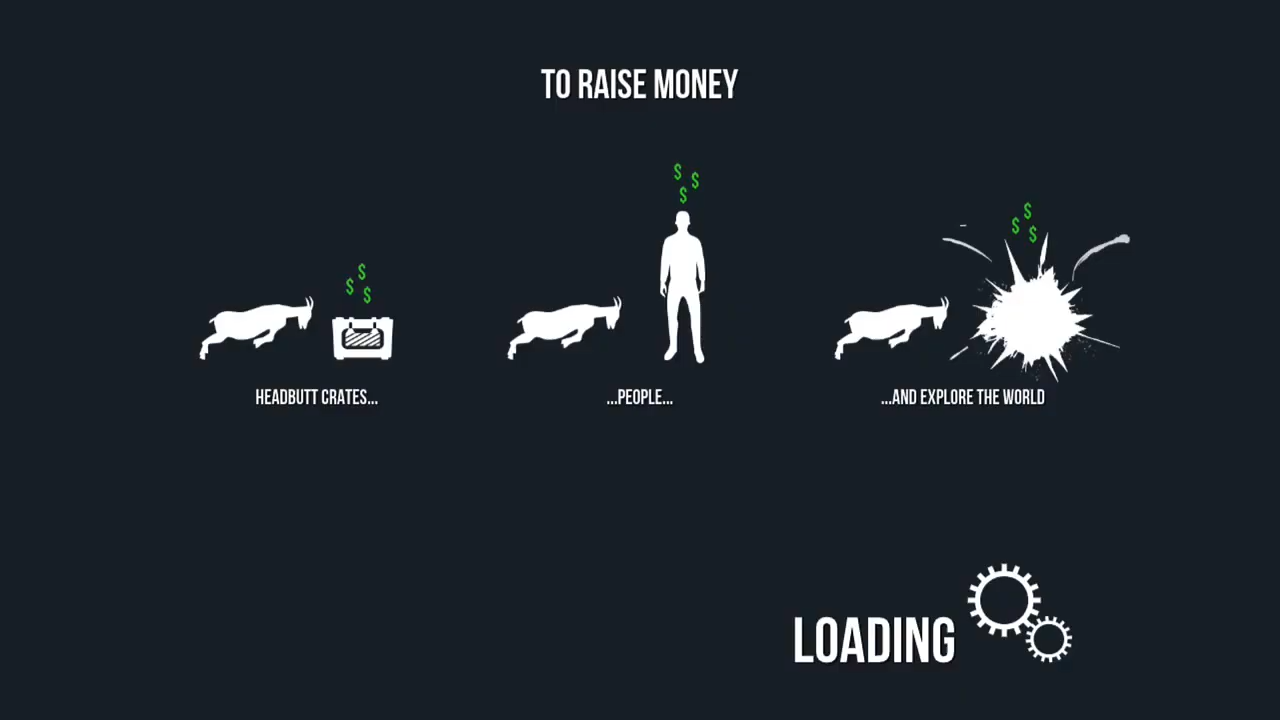 TO RAISE MONEY
$ $ $
$ $ $
$ $ $
HEADBUTT CRATES...
...PEOPLE...
...AND EXPLORE THE WORLD
LOADING